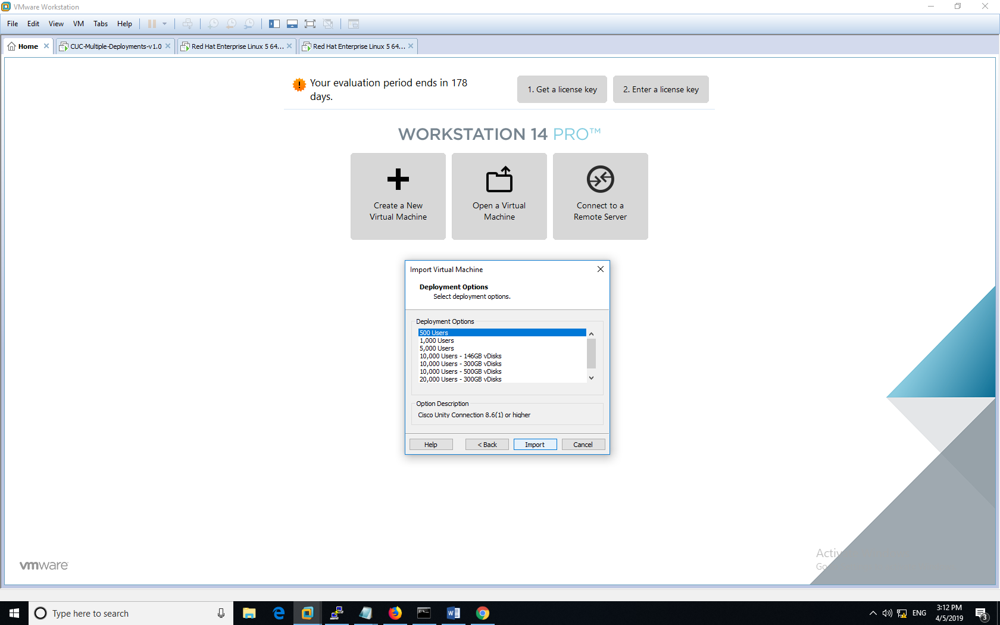 VMware Workstation
File Edit View VM Tabs Help
Home
CUC-Multiple-Deployments-v1.0
Red Hat Enterprise Linux 5 64...
Red Hat Enterprise Linux 5 64...
Your evaluation period ends in 178
days.
1. Get a license key
2. Enter a license key
WORKSTATION 14 PRO™
Create a New
Virtual Machine
Open a Virtual
Machine
Connect to a
Remote Server
Import Virtual Machine
Deployment Options
Select deployment options.
Deployment Options
500 Users
1,000 Users
5,000 Users
10,000 Users - 146GB vDisks
10,000 Users - 300GB vDisks
10,000 Users - 500GB vDisks
20,000 Users - 300GB vDisks
Option Description
Cisco Unity Connection 8.6(1) or higher
Help
< Back
Import
Cancel
vmware
Type here to search
ENG
3:12 PM
4/5/2019
3